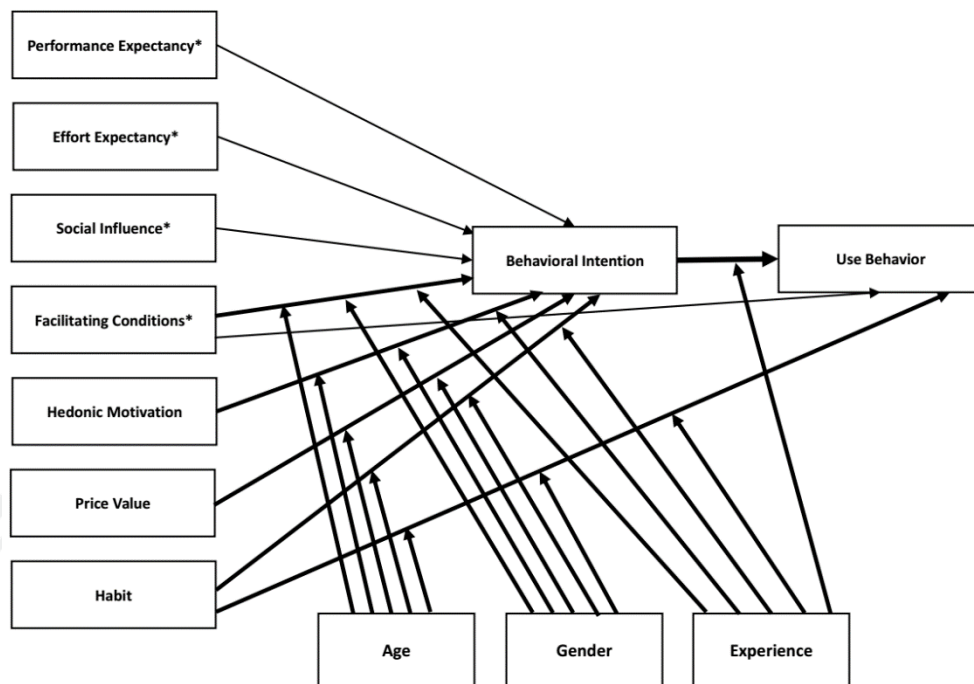 Performance Expectancy*
Effort Expectancy*
Social Influence*
Behavioral Intention
Use Behavior
Facilitating Conditions*
Hedonic Motivation
Price Value
Habit
Age
Gender
Experience